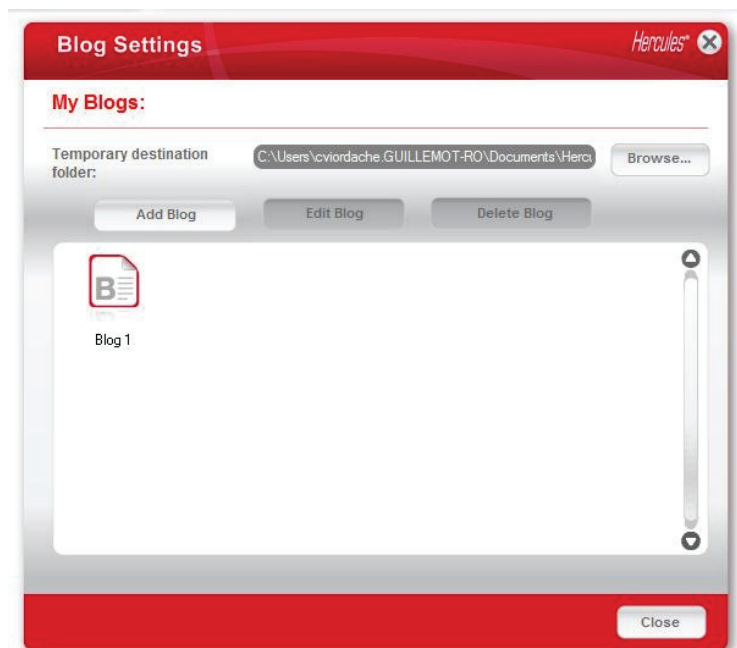 Blog Settings
Hercules®
My Blogs:
Temporary destination
folder:
C:\Users\cviordache.GUILLEMOT-RO\Documents\Hercu
Browse...
Add Blog
Edit Blog
Delete Blog
B
Blog 1
Close